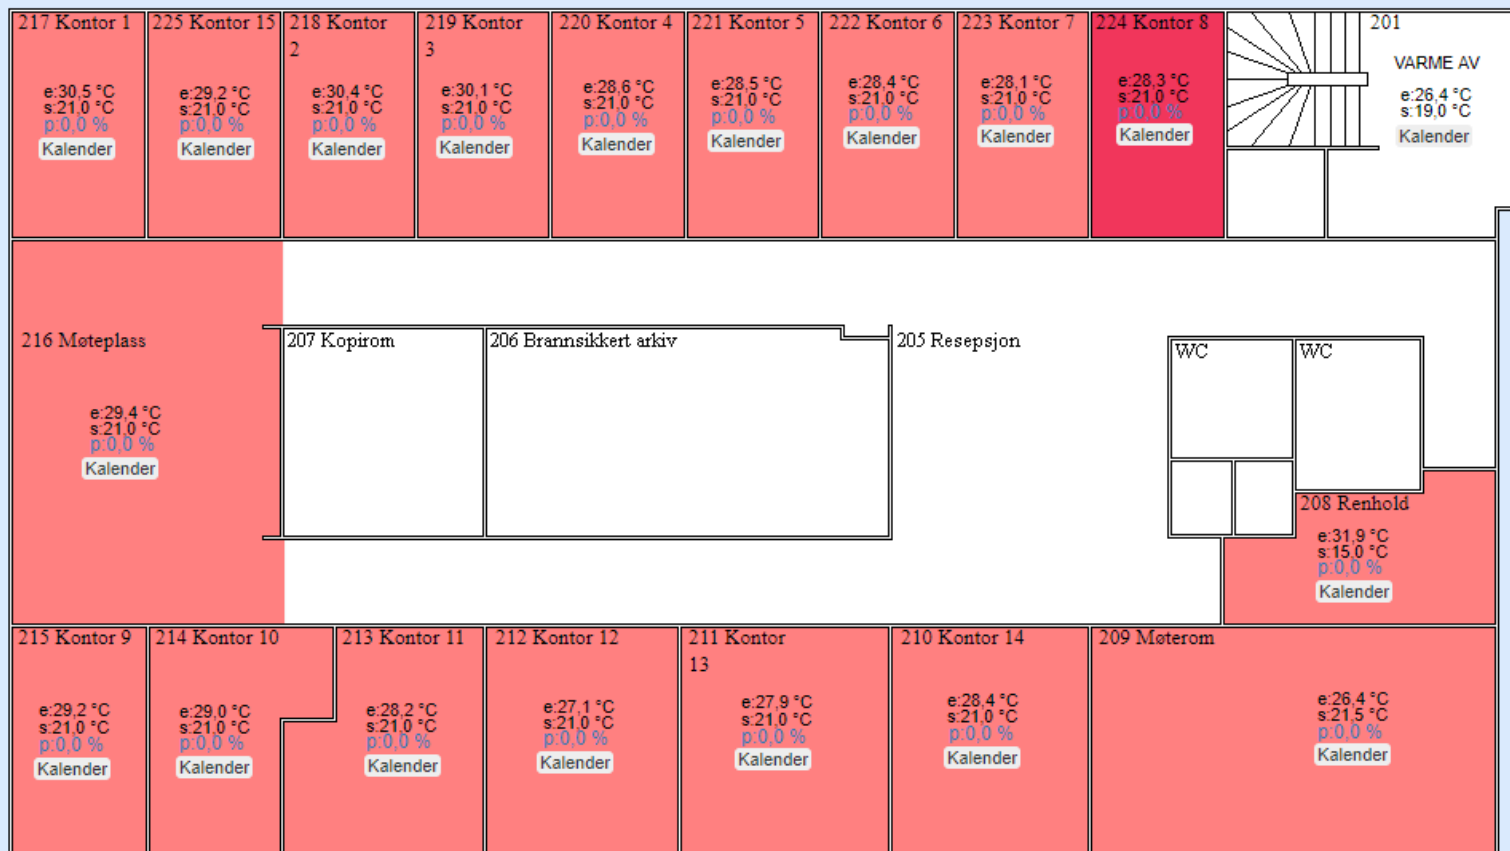 217 Kontor 1
e:30,5 °C
s:21,0 °C
p:0,0 %
Kalender
225 Kontor 15
e:29,2 °C
s:21,0 °C
p:0,0 %
Kalender
218 Kontor
2
e:30,4 °C
s:21,0 °C
p:0,0 %
Kalender
219 Kontor
3
e:30,1 °C
s:21,0 °C
p:0,0 %
Kalender
220 Kontor 4
e:28,6 °C
s:21,0 °C
p:0,0 %
Kalender
221 Kontor 5
e:28,5 °C
s:21,0 °C
p:0,0 %
Kalender
222 Kontor 6
e:28,4 °C
s:21,0 °C
p:0,0 %
Kalender
223 Kontor 7
e:28,1 °C
s:21,0 °C
p:0,0 %
Kalender
224 Kontor 8
e:28,3 °C
s:21,0 °C
p:0,0 %
Kalender
201
VARME AV
e:26,4 °C
s:19,0 °C
Kalender
216 Møteplass
e:29,4 °C
s:21,0 °C
p:0,0 %
Kalender
207 Kopirom
206 Brannsikkert arkiv
205 Resepsjon
WC
WC
208 Renhold
e:31,9 °C
s:15,0 °C
p:0,0 %
Kalender
215 Kontor 9
e:29,2 °C
s:21,0 °C
p:0,0 %
Kalender
214 Kontor 10
e:29,0 °C
s:21,0 °C
p:0,0 %
Kalender
213 Kontor 11
e:28,2 °C
s:21,0 °C
p:0,0 %
Kalender
212 Kontor 12
e:27,1 °C
s:21,0 °C
p:0,0 %
Kalender
211 Kontor
13
e:27,9 °C
s:21,0 °C
p:0,0 %
Kalender
210 Kontor 14
e:28,4 °C
s:21,0 °C
p:0,0 %
Kalender
209 Møterom
e:26,4 °C
s:21,5 °C
p:0,0 %
Kalender